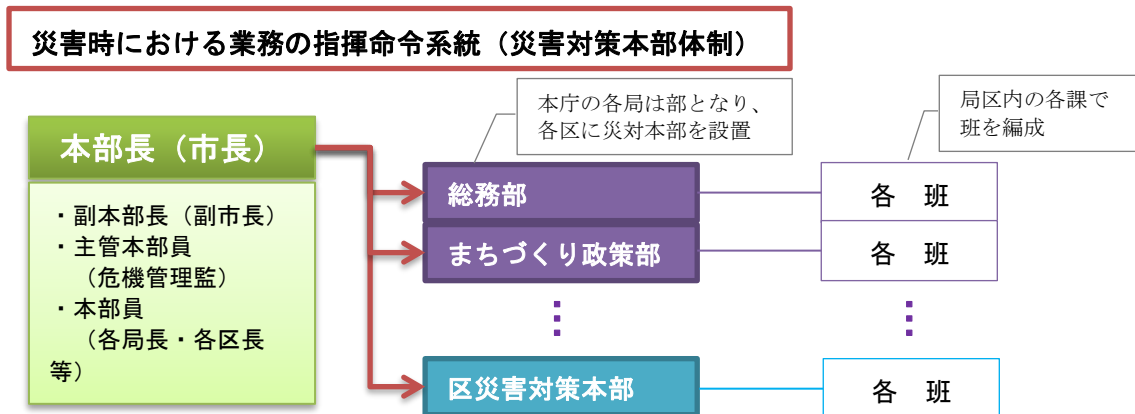 災害時における業務の指揮命令系統（災害対策本部体制）
本庁の各局は部となり、
各区に災対本部を設置
局区内の各課で
班を編成
本部長（市長）
・副本部長（副市長）
・主管本部員
（危機管理監）
・本部員
（各局長・各区長
等）
総務部
各　班
まちづくり政策部
各　班
区災害対策本部
各　班